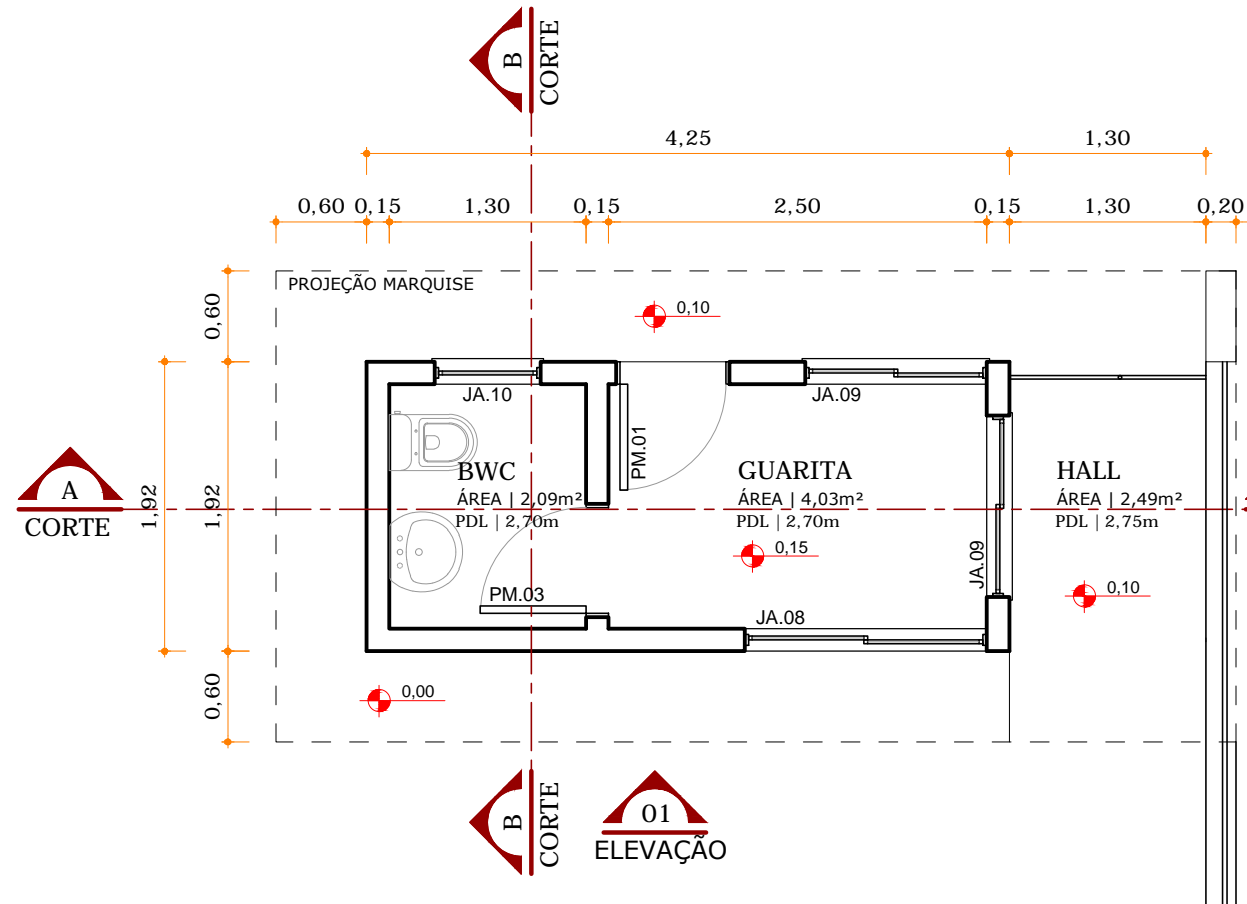 B
CORTE
4,25
1,30
0,60
0,15
1,30
0,15
2,50
0,15
1,30
0,20
PROJEÇÃO MARQUISE
0,60
0,10
JA.10
JA.09
PM.01
BWC
ÁREA | 2,09m²
PDL | 2,70m
GUARITA
ÁREA | 4,03m²
PDL | 2,70m
HALL
ÁREA | 2,49m²
PDL | 2,75m
A
CORTE
1,92
1,92
0,15
JA.09
0,10
PM.03
JA.08
0,60
0,00
B
CORTE
01
ELEVAÇÃO